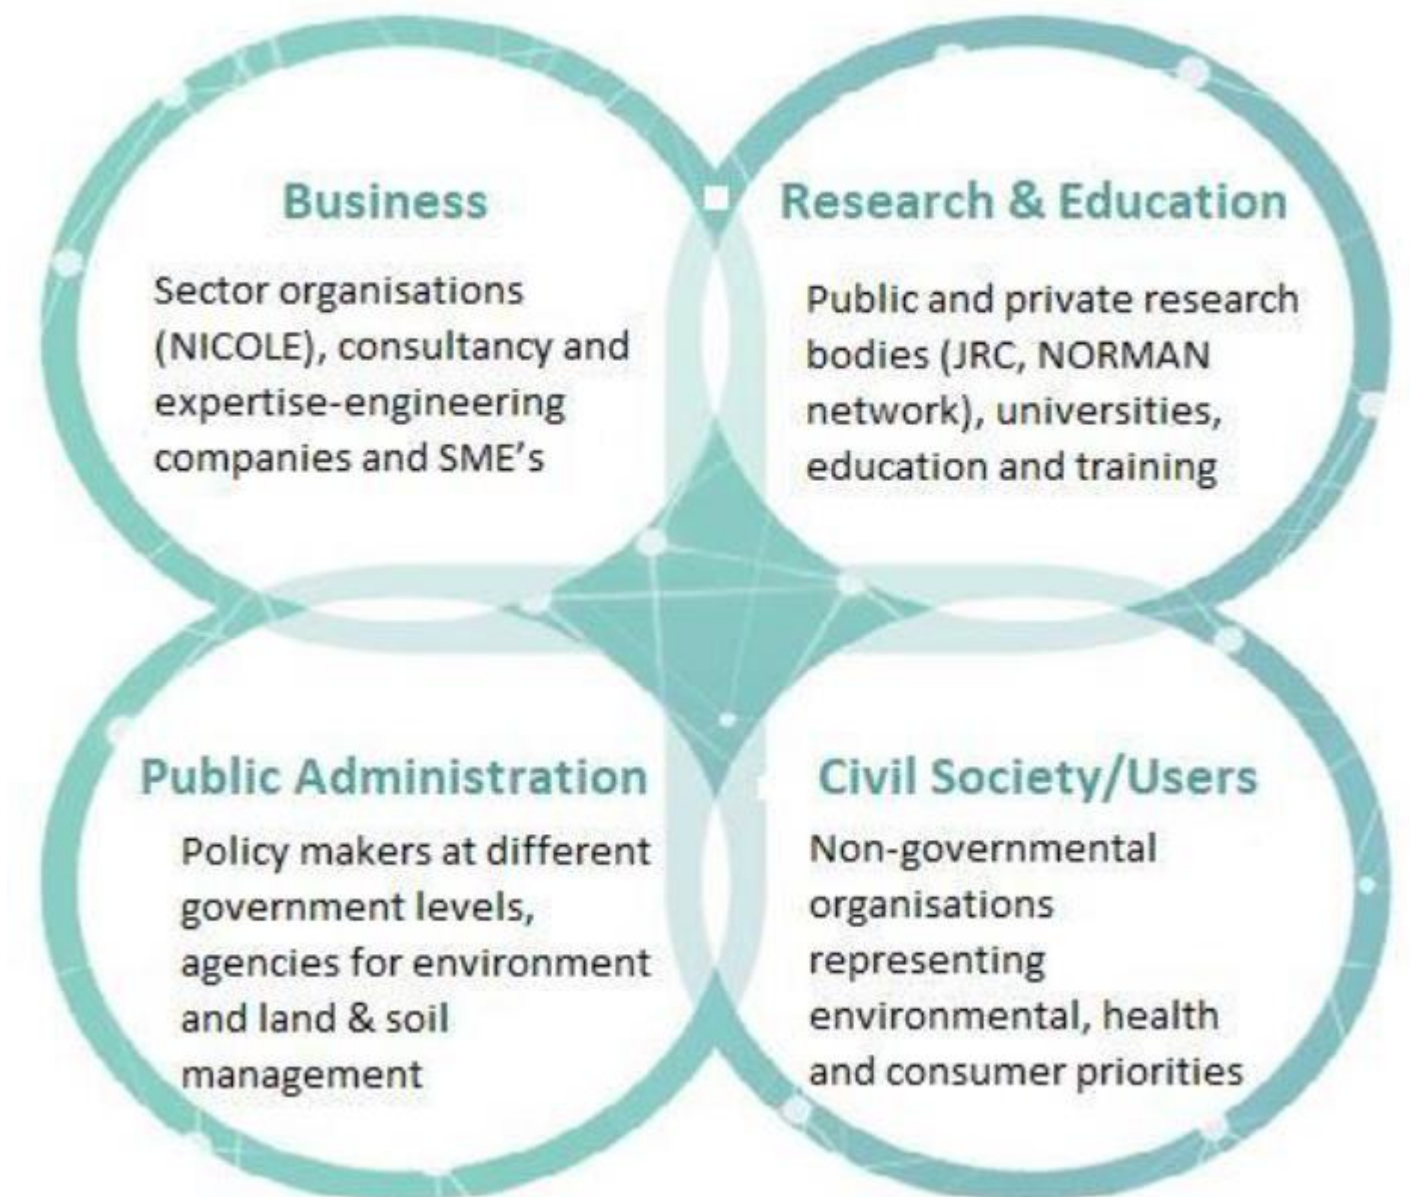 Business
Sector organisations
(NICOLE), consultancy and
expertise-engineering
companies and SME's
Research & Education
Public and private research
bodies (JRC, NORMAN
network), universities,
education and training
Public Administration
Policy makers at different
government levels,
agencies for environment
and land & soil
management
Civil Society/Users
Non-governmental
organisations
representing
environmental, health
and consumer priorities